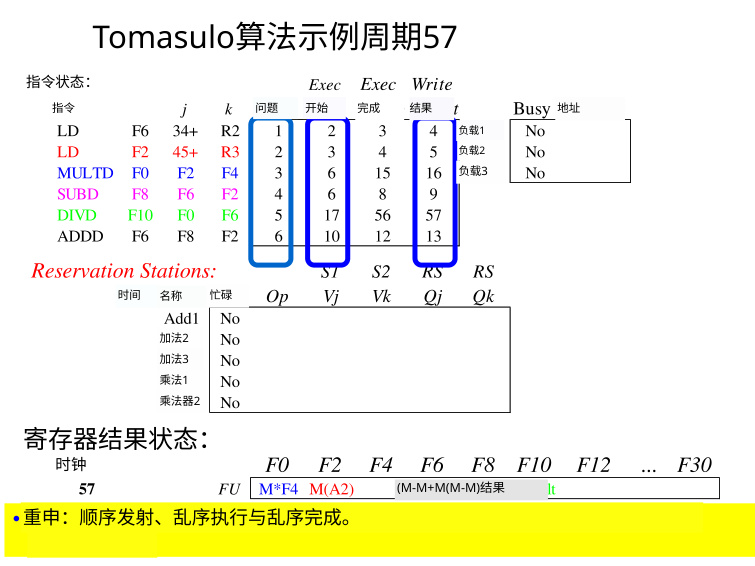 Tomasulo算法示例周期57
指令状态：
Exec Exec Write
指令 j k 问题 开始 完成 结果 t Busy 地址
LD F6 34+ R2 1 2 3 4 负载1 No
LD F2 45+ R3 2 3 4 5 负载2 No
MULTD F0 F2 F4 3 6 15 16 负载3 No
SUBD F8 F6 F2 4 6 8 9
DIVD F10 F0 F6 5 17 56 57
ADDD F6 F8 F2 6 10 12 13
Reservation Stations: S1 S2 RS RS
时间 名称 忙碌 Op Vj Vk Qj Qk
Add1 No
加法2 No
加法3 No
乘法1 No
乘法器2 No
寄存器结果状态：
时钟 F0 F2 F4 F6 F8 F10 F12 ... F30
57 FU M*F4 M(A2) (M-M+M(M-M)结果 lt
•重申：顺序发射、乱序执行与乱序完成。